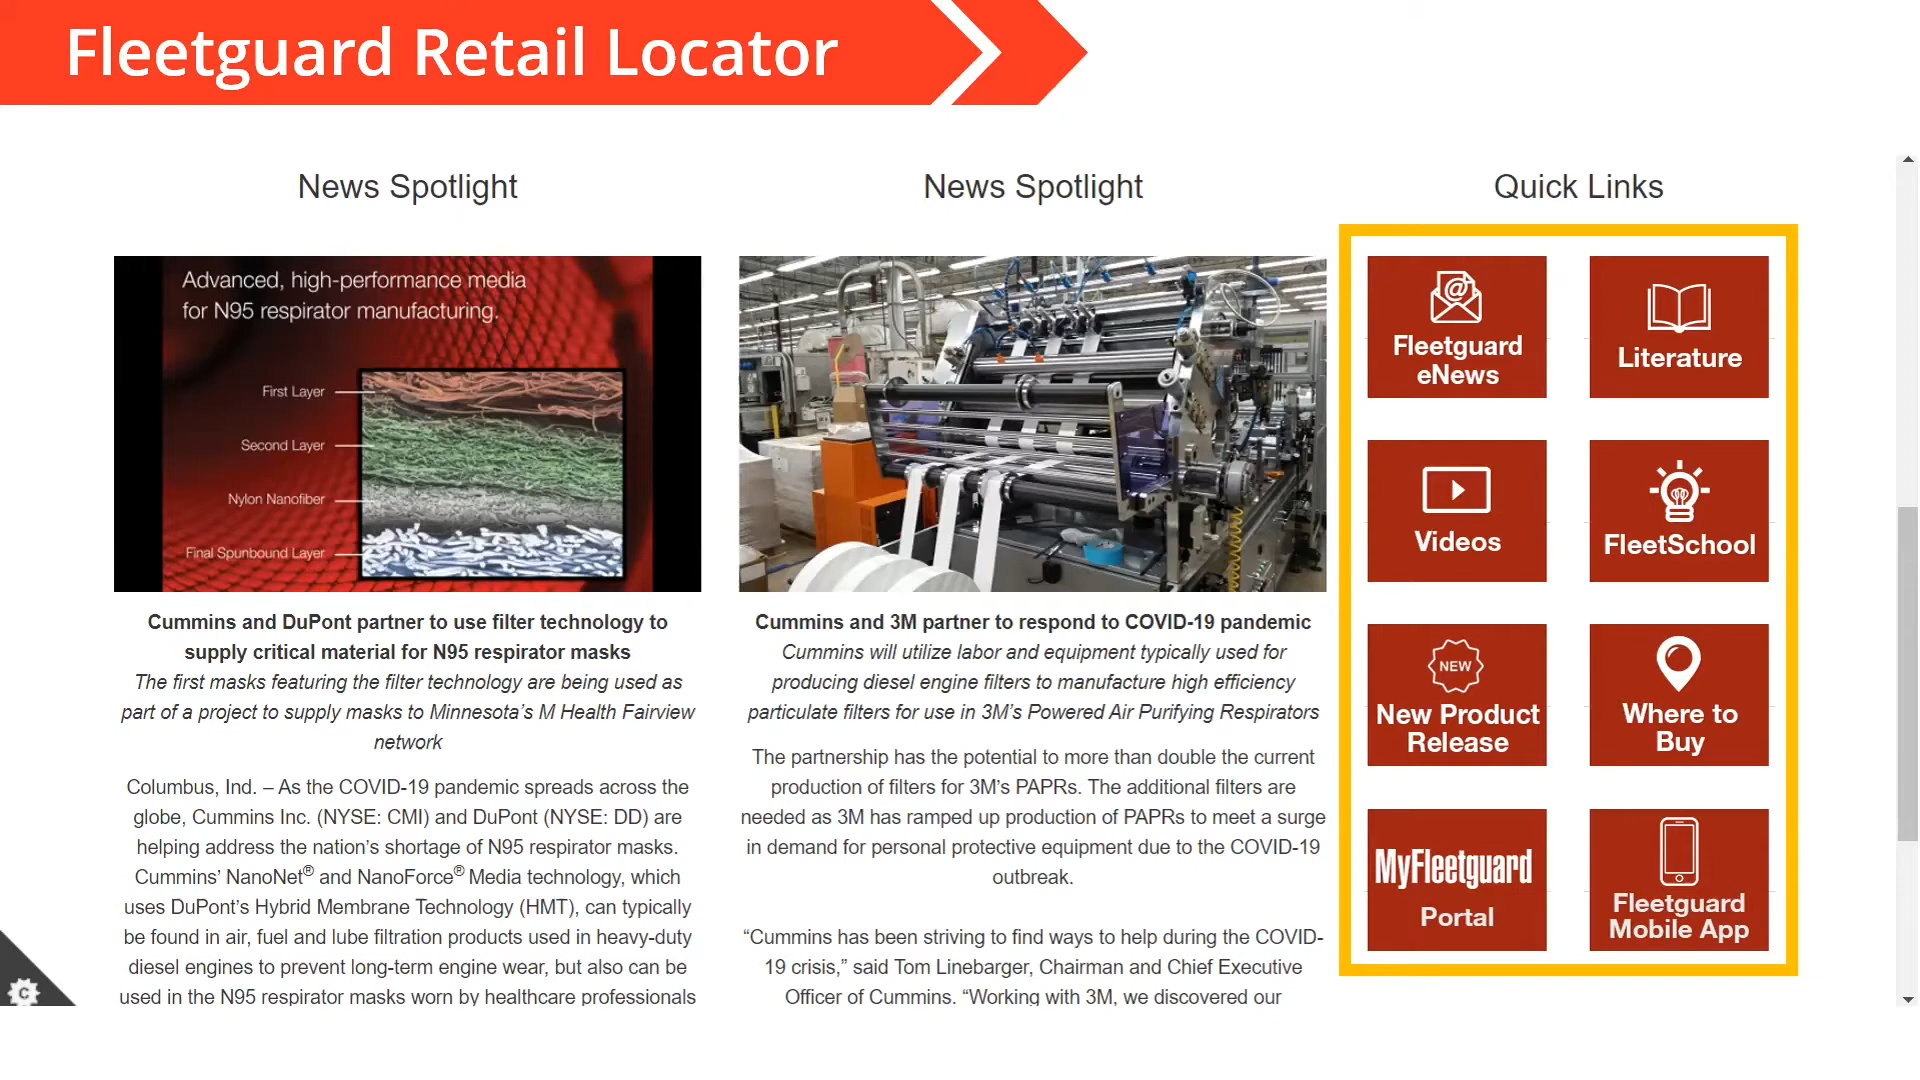 Fleetguard Retail Locator
News Spotlight
Advanced, high-performance media
for N95 respirator manufacturing.
First Layer
Second Layer
Nylon Nanofiber
Final Spunbound Layer
Cummins and DuPont partner to use filter technology to
supply critical material for N95 respirator masks
The first masks featuring the filter technology are being used as
part of a project to supply masks to Minnesota’s M Health Fairview
network
Columbus, Ind. – As the COVID-19 pandemic spreads across the
globe, Cummins Inc. (NYSE: CMI) and DuPont (NYSE: DD) are
helping address the nation’s shortage of N95 respirator masks.
Cummins’ NanoNet® and NanoForce® Media technology, which
uses DuPont’s Hybrid Membrane Technology (HMT), can typically
be found in air, fuel and lube filtration products used in heavy-duty
diesel engines to prevent long-term engine wear, but also can be
used in the N95 respirator masks worn by healthcare professionals
News Spotlight
Cummins and 3M partner to respond to COVID-19 pandemic
Cummins will utilize labor and equipment typically used for
producing diesel engine filters to manufacture high efficiency
particulate filters for use in 3M’s Powered Air Purifying Respirators
The partnership has the potential to more than double the current
production of filters for 3M’s PAPRs. The additional filters are
needed as 3M has ramped up production of PAPRs to meet a surge
in demand for personal protective equipment due to the COVID-19
outbreak.
“Cummins has been striving to find ways to help during the COVID-
19 crisis,” said Tom Linebarger, Chairman and Chief Executive
Officer of Cummins. “Working with 3M, we discovered our
Quick Links
@
Fleetguard
eNews
Literature
Videos
FleetSchool
NEW
New Product
Release
Where to
Buy
MyFleetguard
Portal
Fleetguard
Mobile App
C